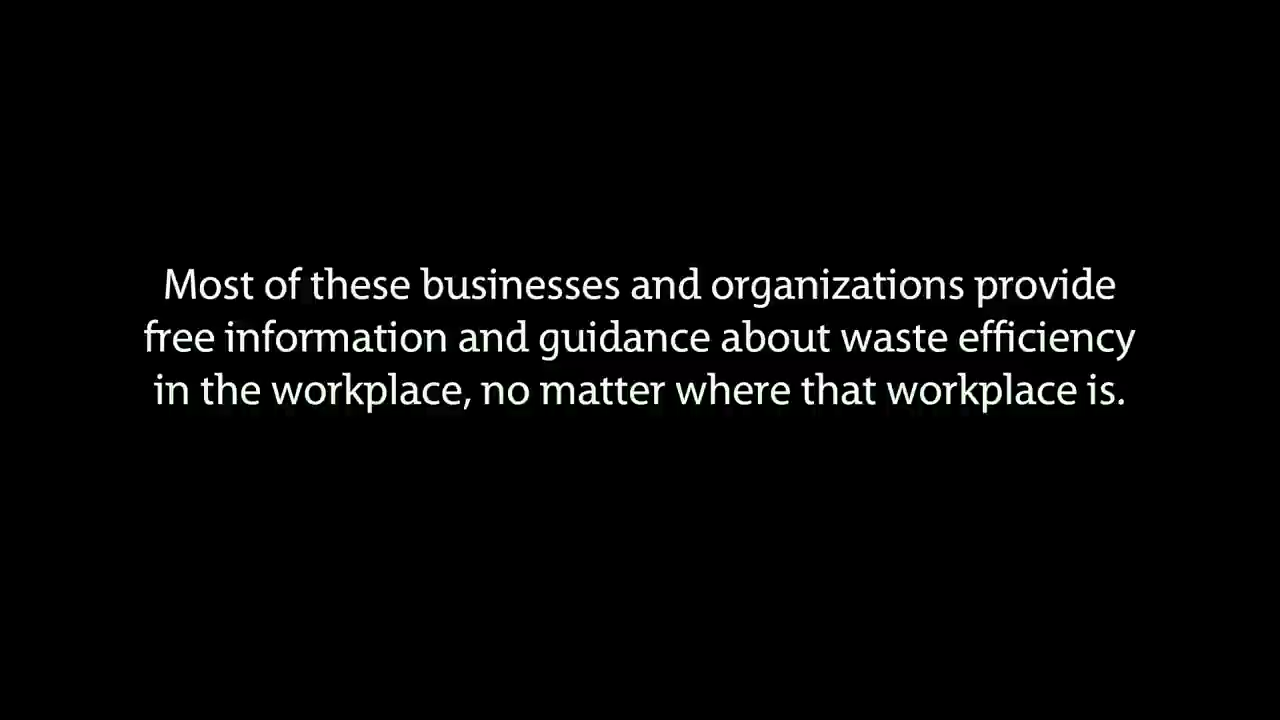 Most of these businesses and organizations provide
free information and guidance about waste efficiency
in the workplace, no matter where that workplace is.